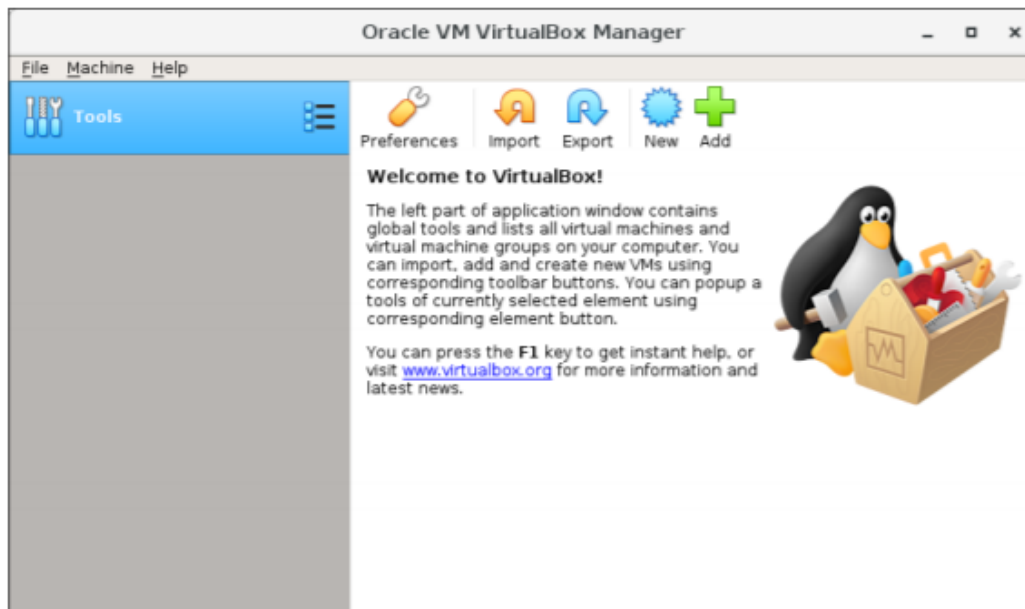 Oracle VM VirtualBox Manager
File Machine Help
Tools
Preferences Import Export New Add
Welcome to VirtualBox!
The left part of application window contains
global tools and lists all virtual machines and
virtual machine groups on your computer. You
can import, add and create new VMs using
corresponding toolbar buttons. You can popup a
tools of currently selected element using
corresponding element button.
You can press the F1 key to get instant help, or
visit www.virtualbox.org for more information and
latest news.